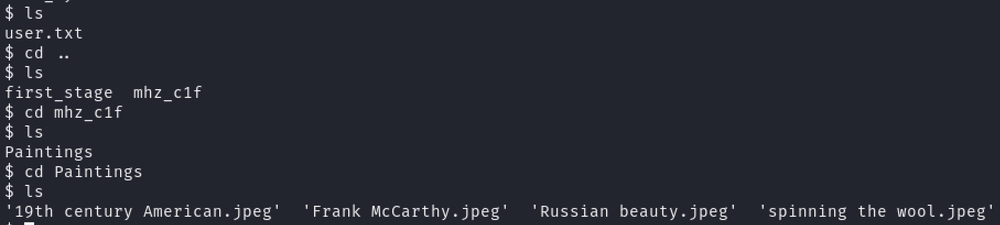 $ ls
user.txt
$ cd ..
$ ls
first_stage  mhz_c1f
$ cd mhz_c1f
$ ls
Paintings
$ cd Paintings
$ ls
'19th century American.jpeg'  'Frank McCarthy.jpeg'  'Russian beauty.jpeg'  'spinning the wool.jpeg'